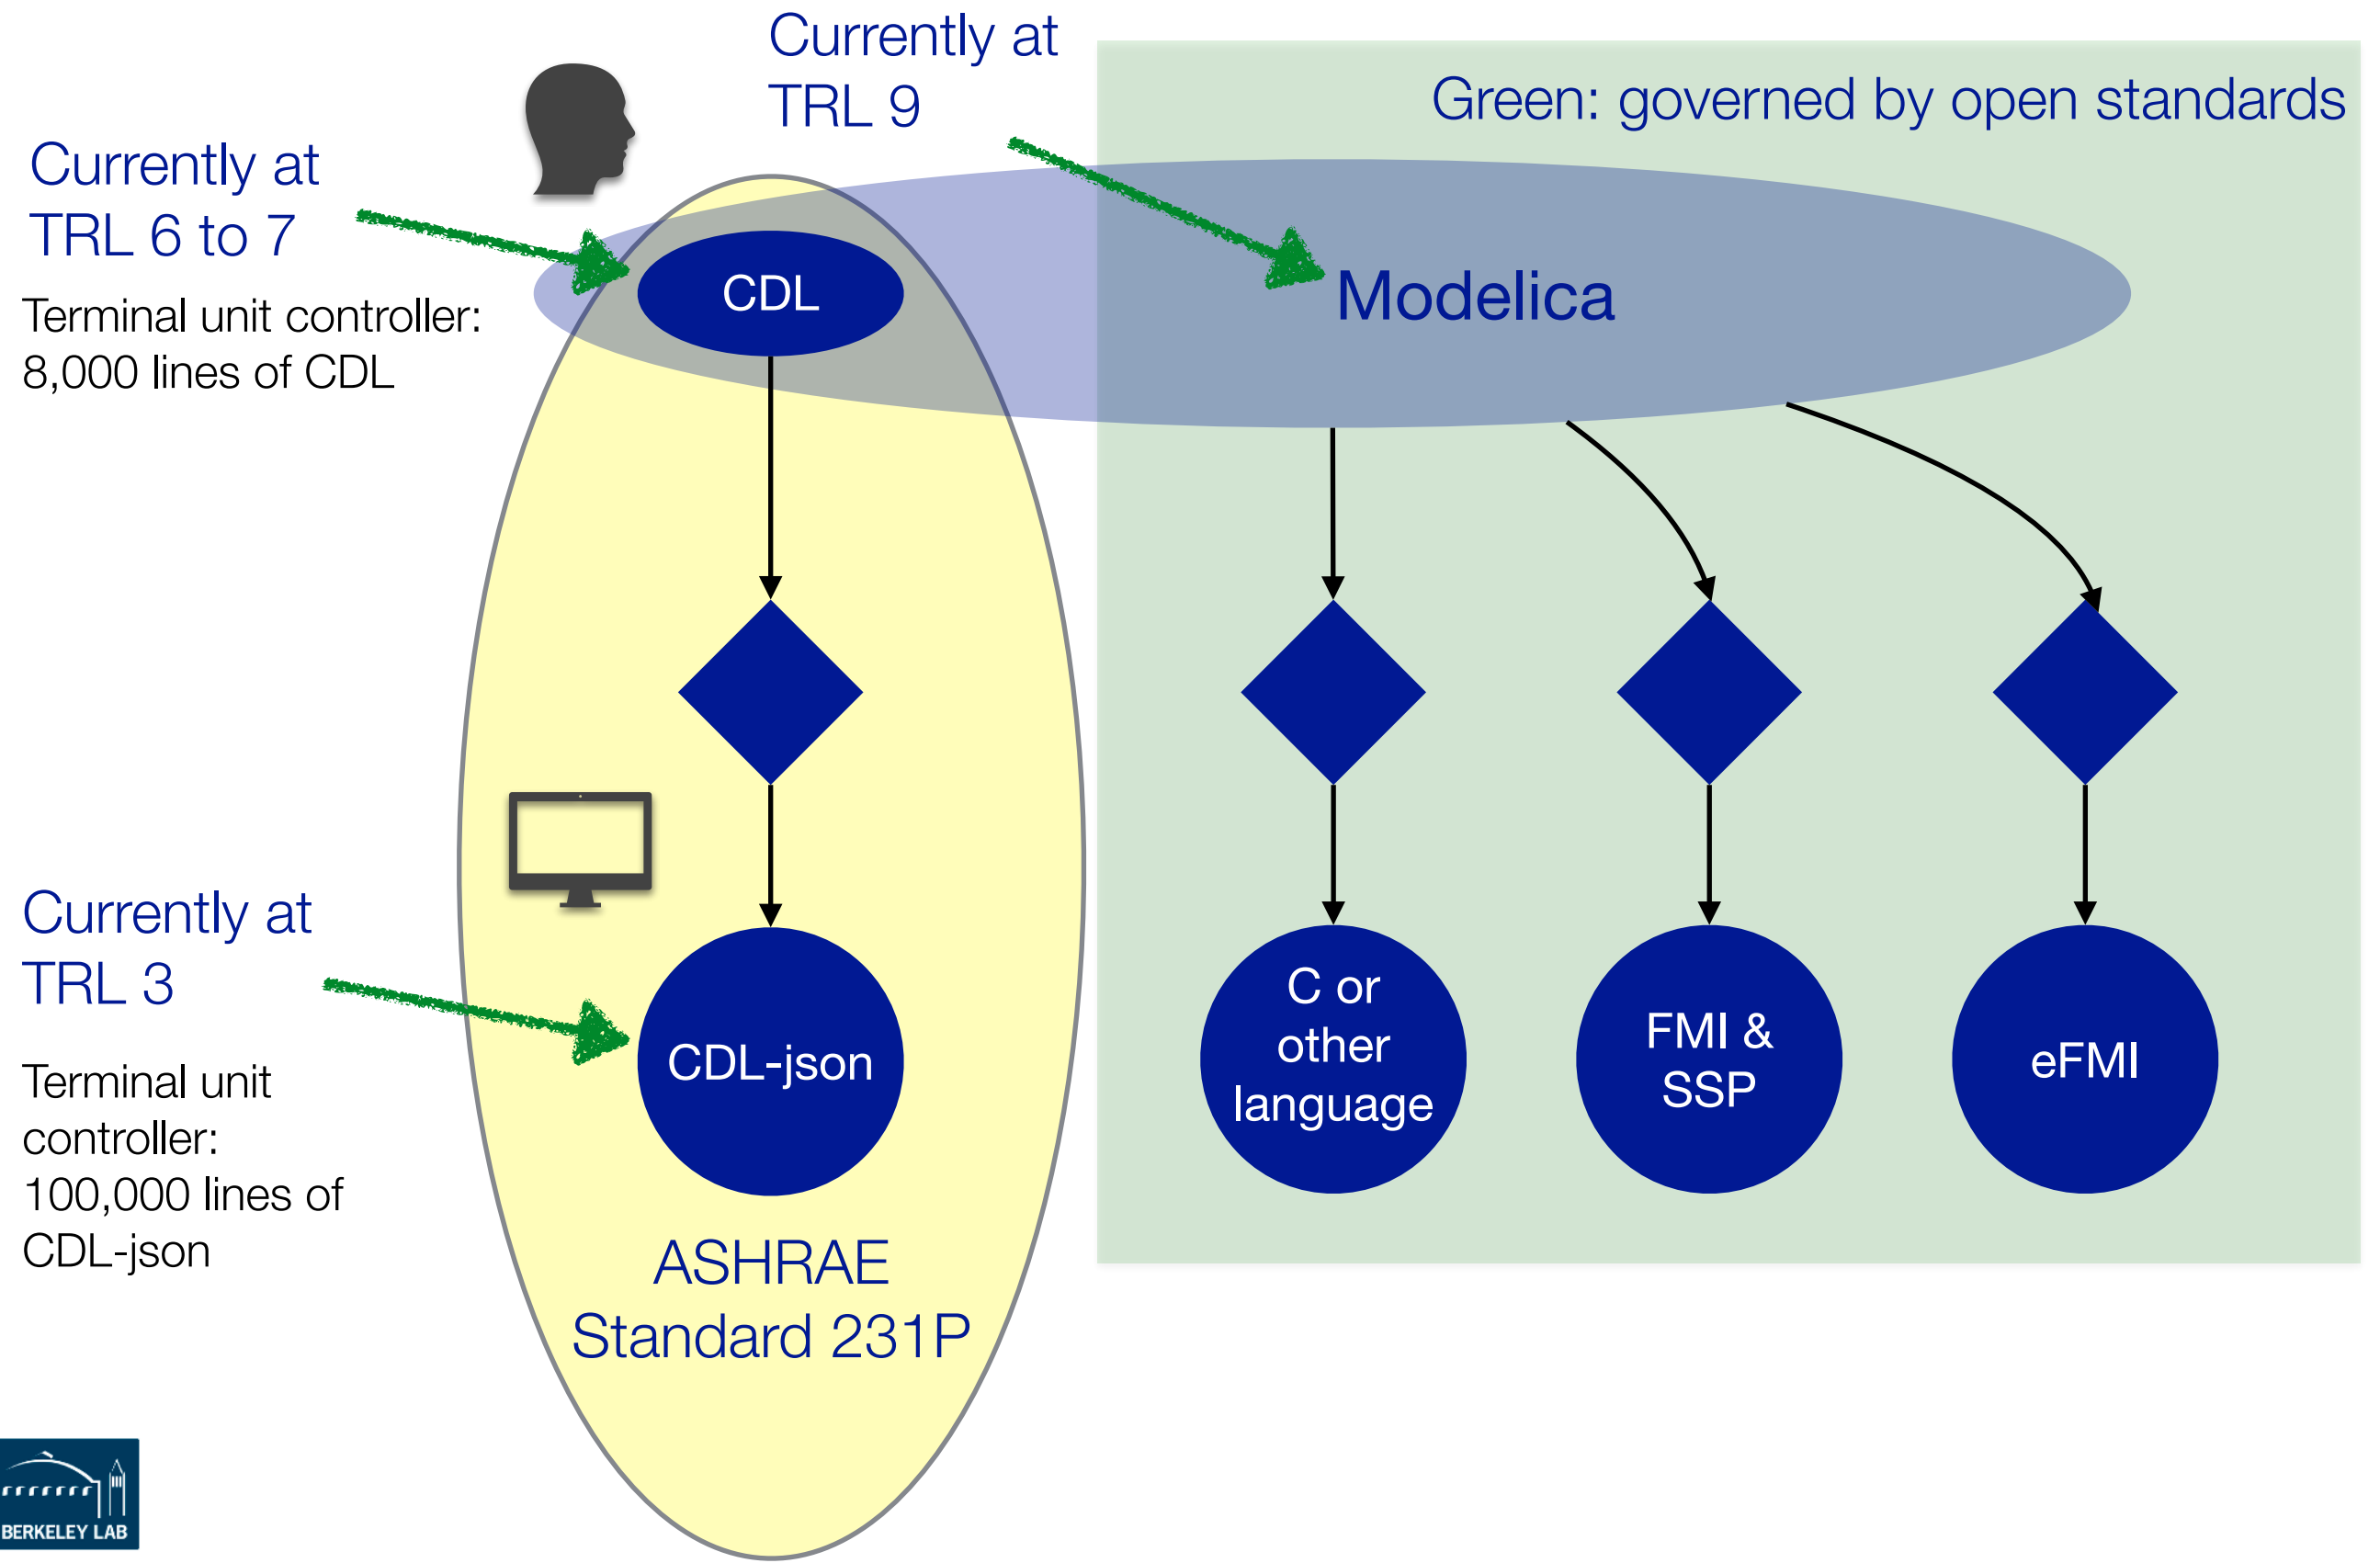 Currently at
TRL 9
Green: governed by open standards
Currently at
TRL 6 to 7
Terminal unit controller:
8,000 lines of CDL
CDL
Modelica
Currently at
TRL 3
Terminal unit
controller:
100,000 lines of
CDL-json
CDL-json
C or
other
language
FMI &
SSP
eFMI
ASHRAE
Standard 231P
BERKELEY LAB